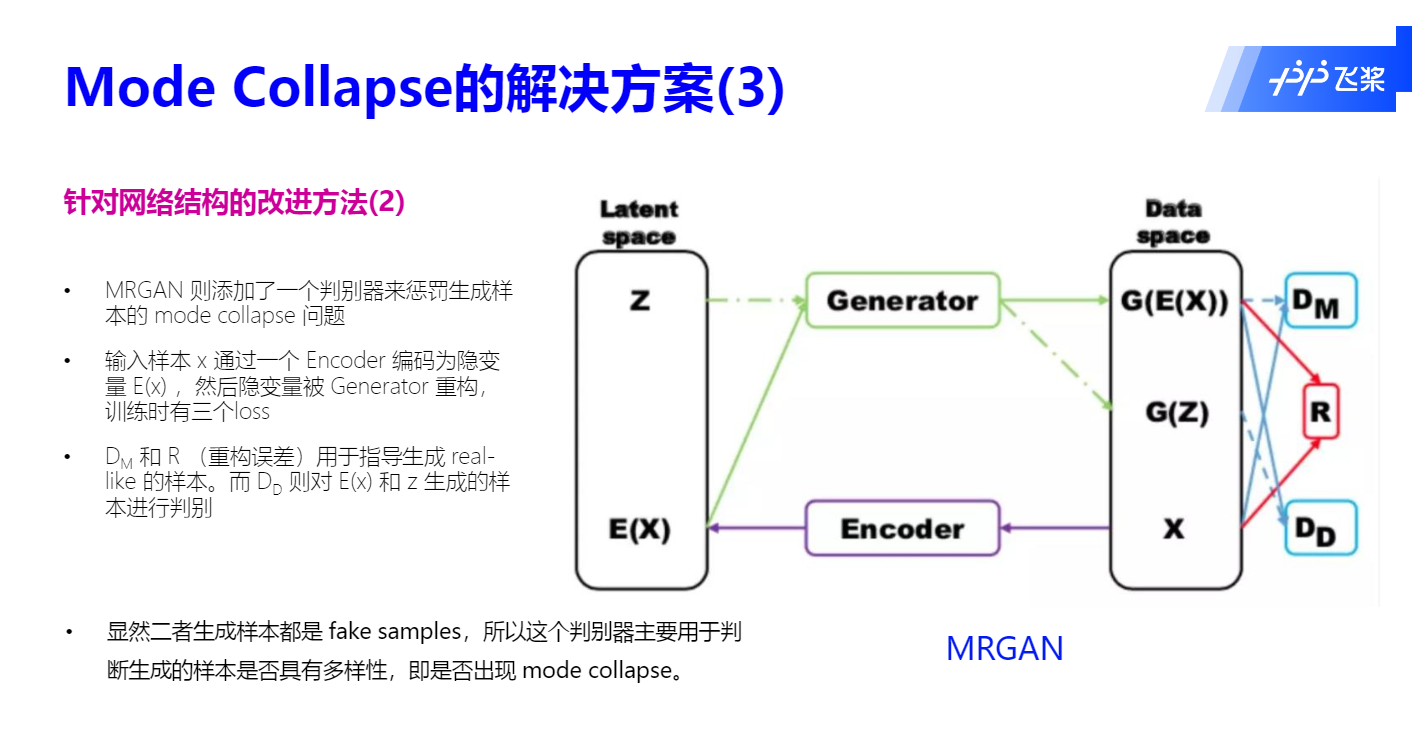 Mode Collapse的解决方案(3)
飞桨
针对网络结构的改进方法(2)
• MRGAN 则添加了一个判别器来惩罚生成样
本的 mode collapse 问题
• 输入样本 x 通过一个 Encoder 编码为隐变
量 E(x) ，然后隐变量被 Generator 重构，
训练时有三个loss
• DM 和 R （重构误差）用于指导生成 real-
like 的样本。而 DD 则对 E(x) 和 z 生成的样
本进行判别
Latent
space
Z
E(X)
Generator
Encoder
Data
space
G(E(X))
G(Z)
X
DM
R
DD
• 显然二者生成样本都是 fake samples，所以这个判别器主要用于判
断生成的样本是否具有多样性，即是否出现 mode collapse。
MRGAN